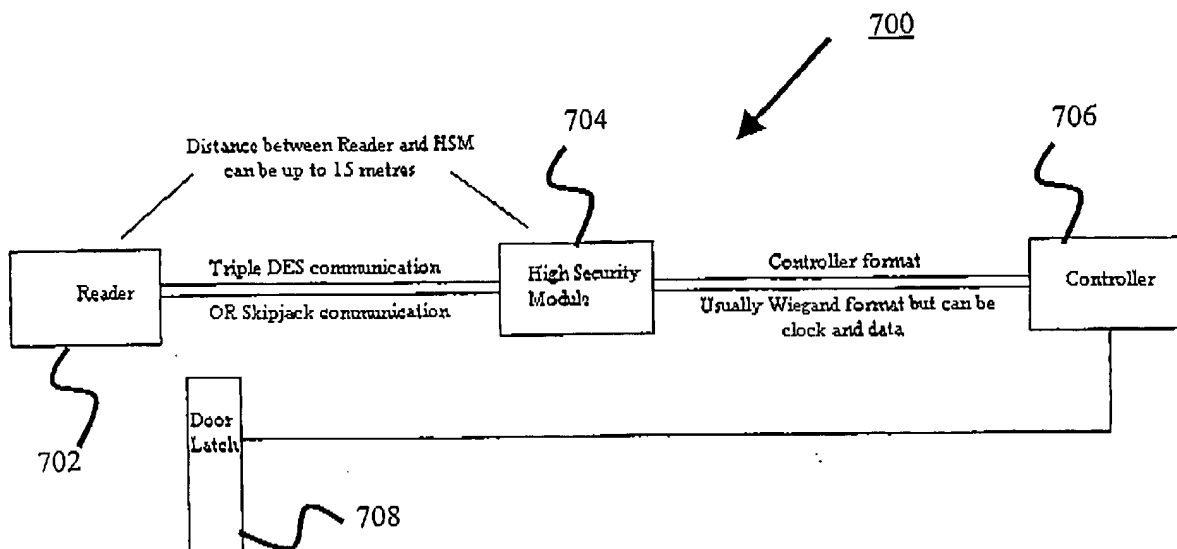 700
704
706
Distance between Reader and HSM
can be up to 15 metres
Reader
Triple DES communication
OR Skipjack communication
High Security
Module
Controller format
Usually Wiegand format but can be
clock and data
Controller
Door
Latch
702
708